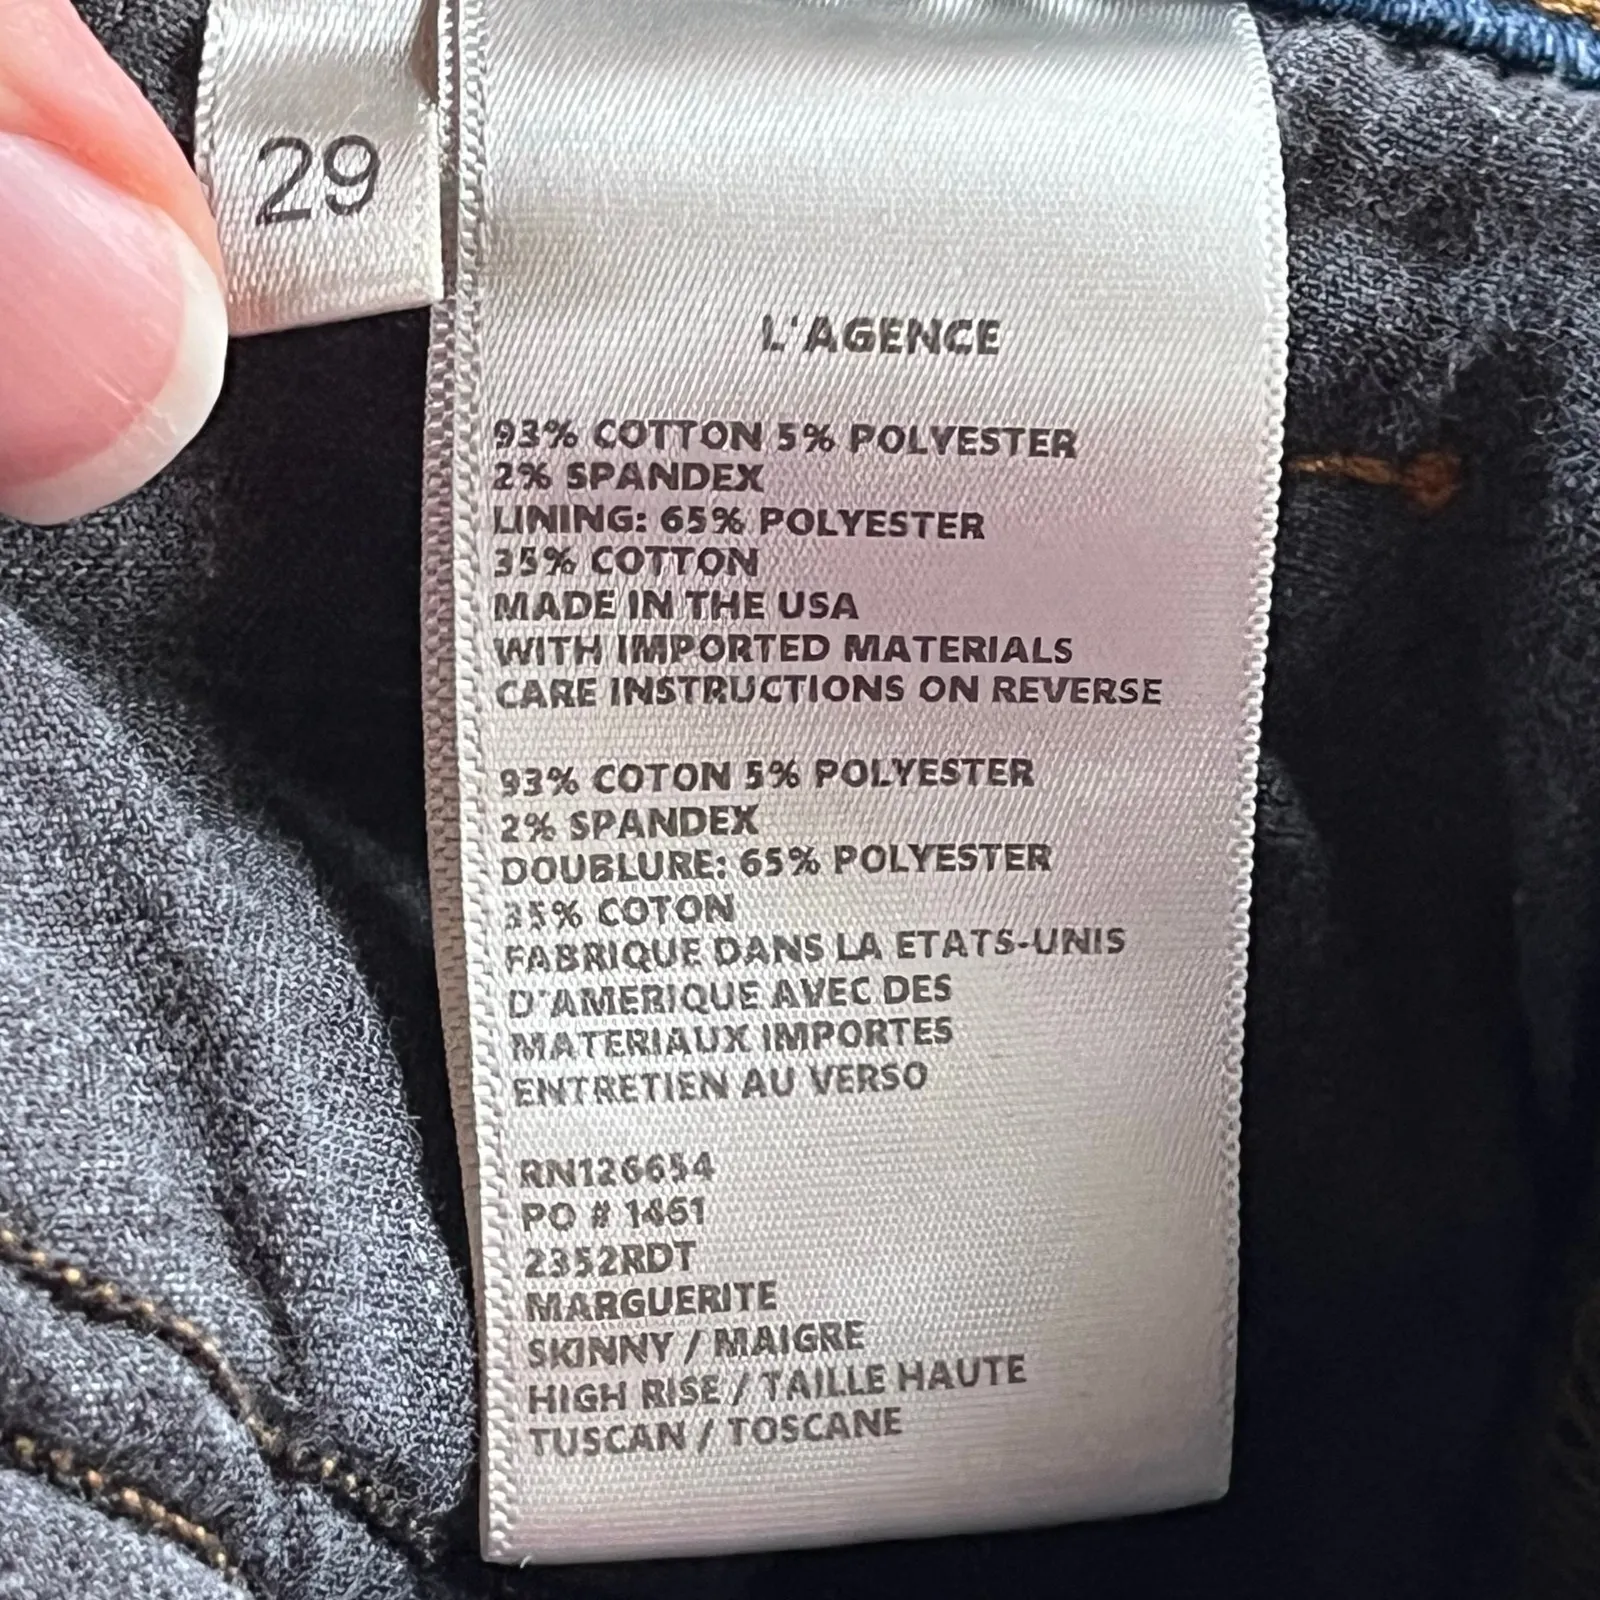 29
L'AGENCE
93% COTTON 5% POLYESTER
2% SPANDEX
LINING: 65% POLYESTER
35% COTTON
MADE IN THE USA
WITH IMPORTED MATERIALS
CARE INSTRUCTIONS ON REVERSE
93% COTON 5% POLYESTER
2% SPANDEX
DOUBLURE: 65% POLYESTER
35% COTON
FABRIQUE DANS LA ETATS-UNIS
D'AMERIQUE AVEC DES
MATERIAUX IMPORTES
ENTRETIEN AU VERSO
RN126654
PO # 1461
2352RDT
MARGUERITE
SKINNY / MAIGRE
HIGH RISE / TAILLE HAUTE
TUSCAN / TOSCANE